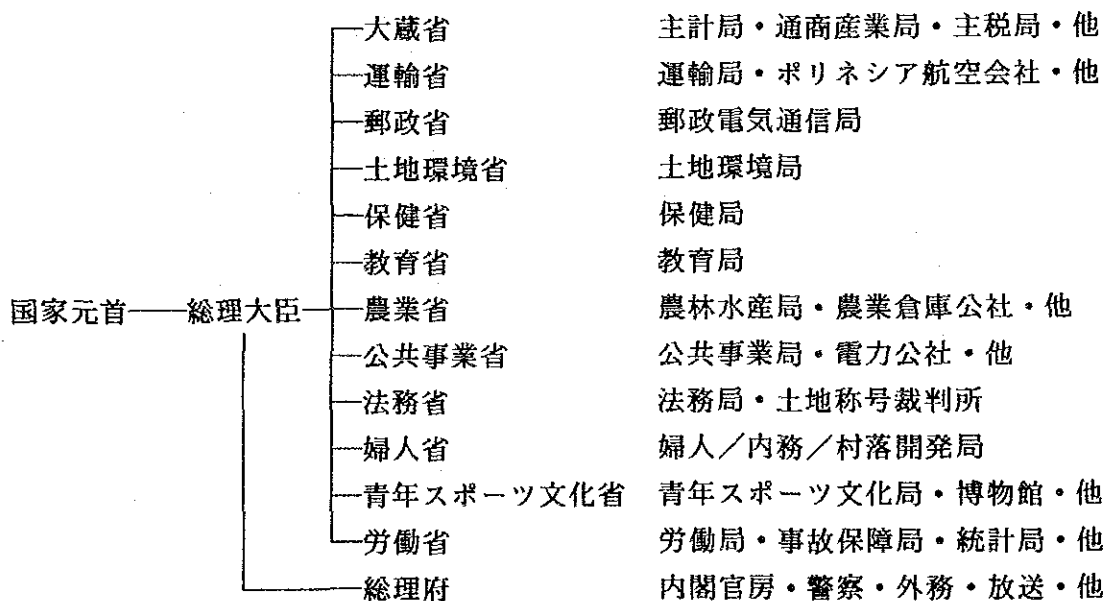 大蔵省 主計局・通商産業局・主税局・他
運輸省 運輸局・ポリネシア航空会社・他
郵政省 郵政電気通信局
土地環境省 土地環境局
保健省 保健局
教育省 教育局
国家元首 総理大臣 農業省 農林水産局・農業倉庫公社・他
公共事業省 公共事業局・電力公社・他
法務省 法務局・土地称号裁判所
婦人省 婦人／内務／村落開発局
青年スポーツ文化省 青年スポーツ文化局・博物館・他
労働省 労働局・事故保障局・統計局・他
総理府 内閣官房・警察・外務・放送・他